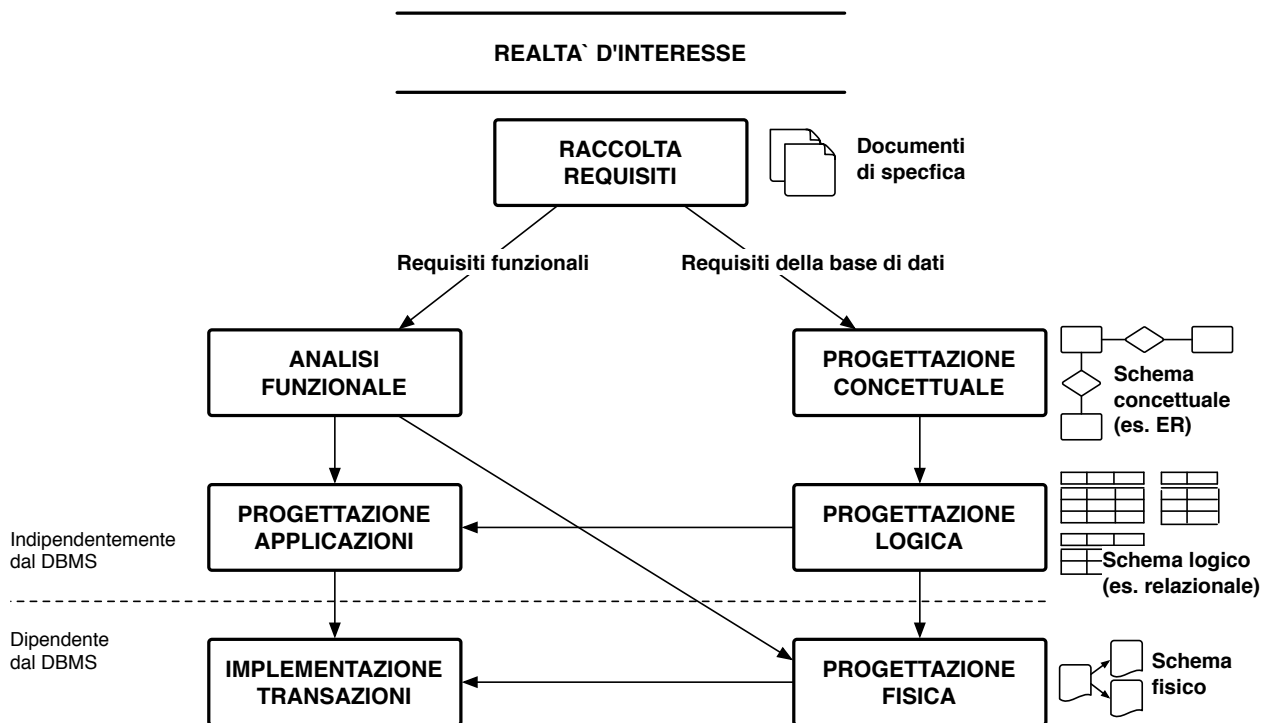 REALTA` D'INTERESSE
RACCOLTA
REQUISITI
Documenti
di specfica
Requisiti funzionali
Requisiti della base di dati
ANALISI
FUNZIONALE
PROGETTAZIONE
CONCETTUALE
Schema
concettuale
(es. ER)
PROGETTAZIONE
APPLICAZIONI
PROGETTAZIONE
LOGICA
Schema logico
(es. relazionale)
Indipendentemente
dal DBMS
Dipendente
dal DBMS
IMPLEMENTAZIONE
TRANSAZIONI
PROGETTAZIONE
FISICA
Schema
fisico